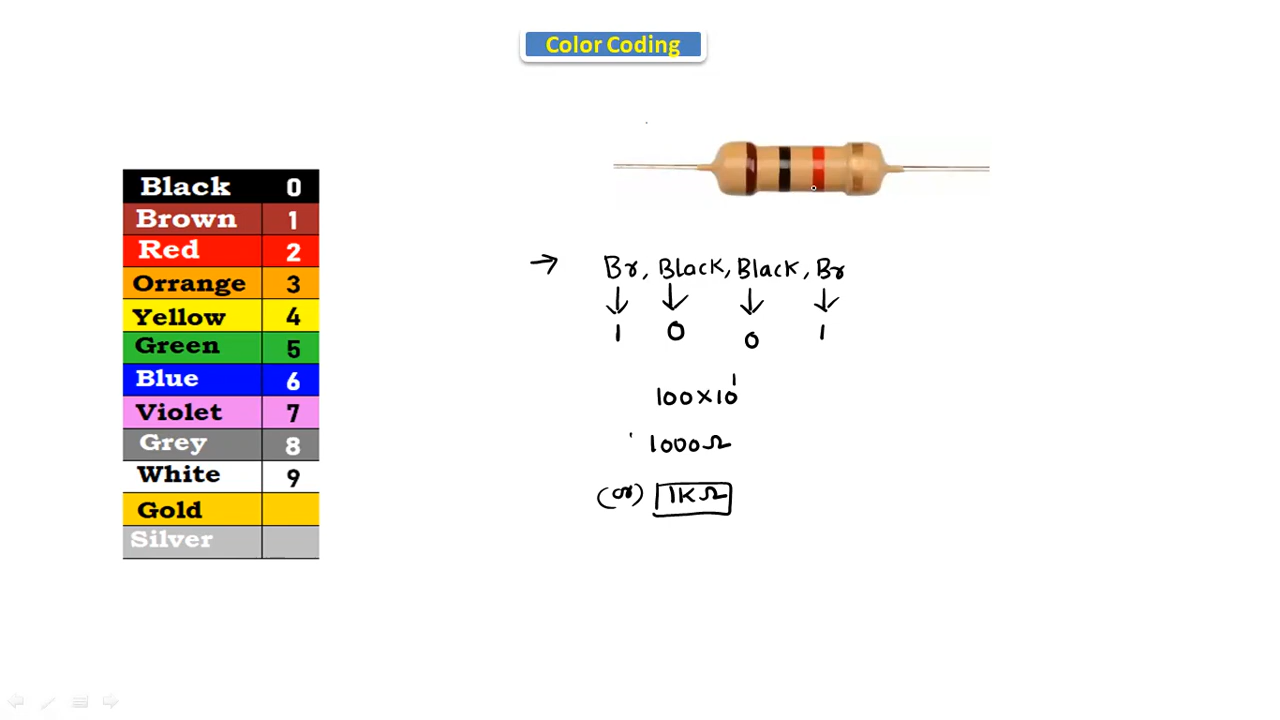 Color Coding
Black 0
Brown 1
Red 2
Orrange 3
Yellow 4
Green 5
Blue 6
Violet 7
Grey 8
White 9
Gold
Silver
→ Br, Black, Black, Br
↓ ↓ ↓ ↓
1 0 0 1
100×10¹
1000Ω
(or) 1KΩ